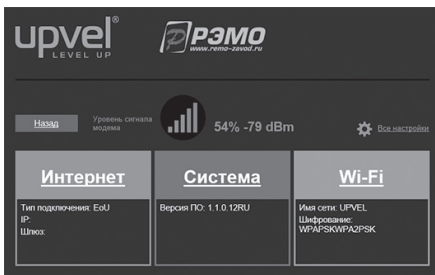 upvel®
LEVEL UP
РЭМО
www.remo-zavod.ru
Назад
Уровень сигнала
модема
54% -79 dBm
Все настройки
Интернет
Система
Wi-Fi
Тип подключения: EoU
IP:
Шлюз:
Версия ПО: 1.1.0.12RU
Имя сети: UPVEL
Шифрование:
WPAPSKWPA2PSK